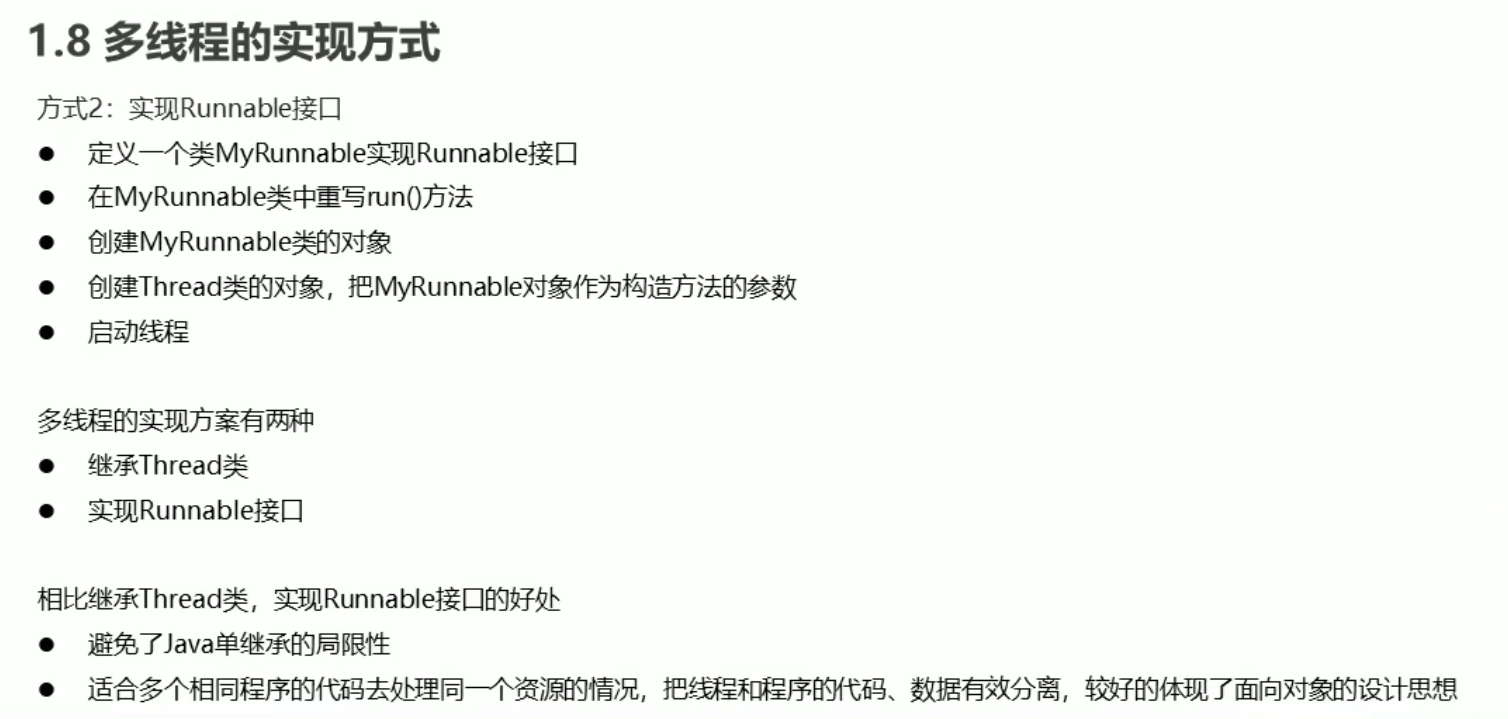 1.8 多线程的实现方式
方式2：实现Runnable接口
● 定义一个类MyRunnable实现Runnable接口
● 在MyRunnable类中重写run()方法
● 创建MyRunnable类的对象
● 创建Thread类的对象，把MyRunnable对象作为构造方法的参数
● 启动线程
多线程的实现方案有两种
● 继承Thread类
● 实现Runnable接口
相比继承Thread类，实现Runnable接口的好处
● 避免了Java单继承的局限性
● 适合多个相同程序的代码去处理同一个资源的情况，把线程和程序的代码、数据有效分离，较好的体现了面向对象的设计思想